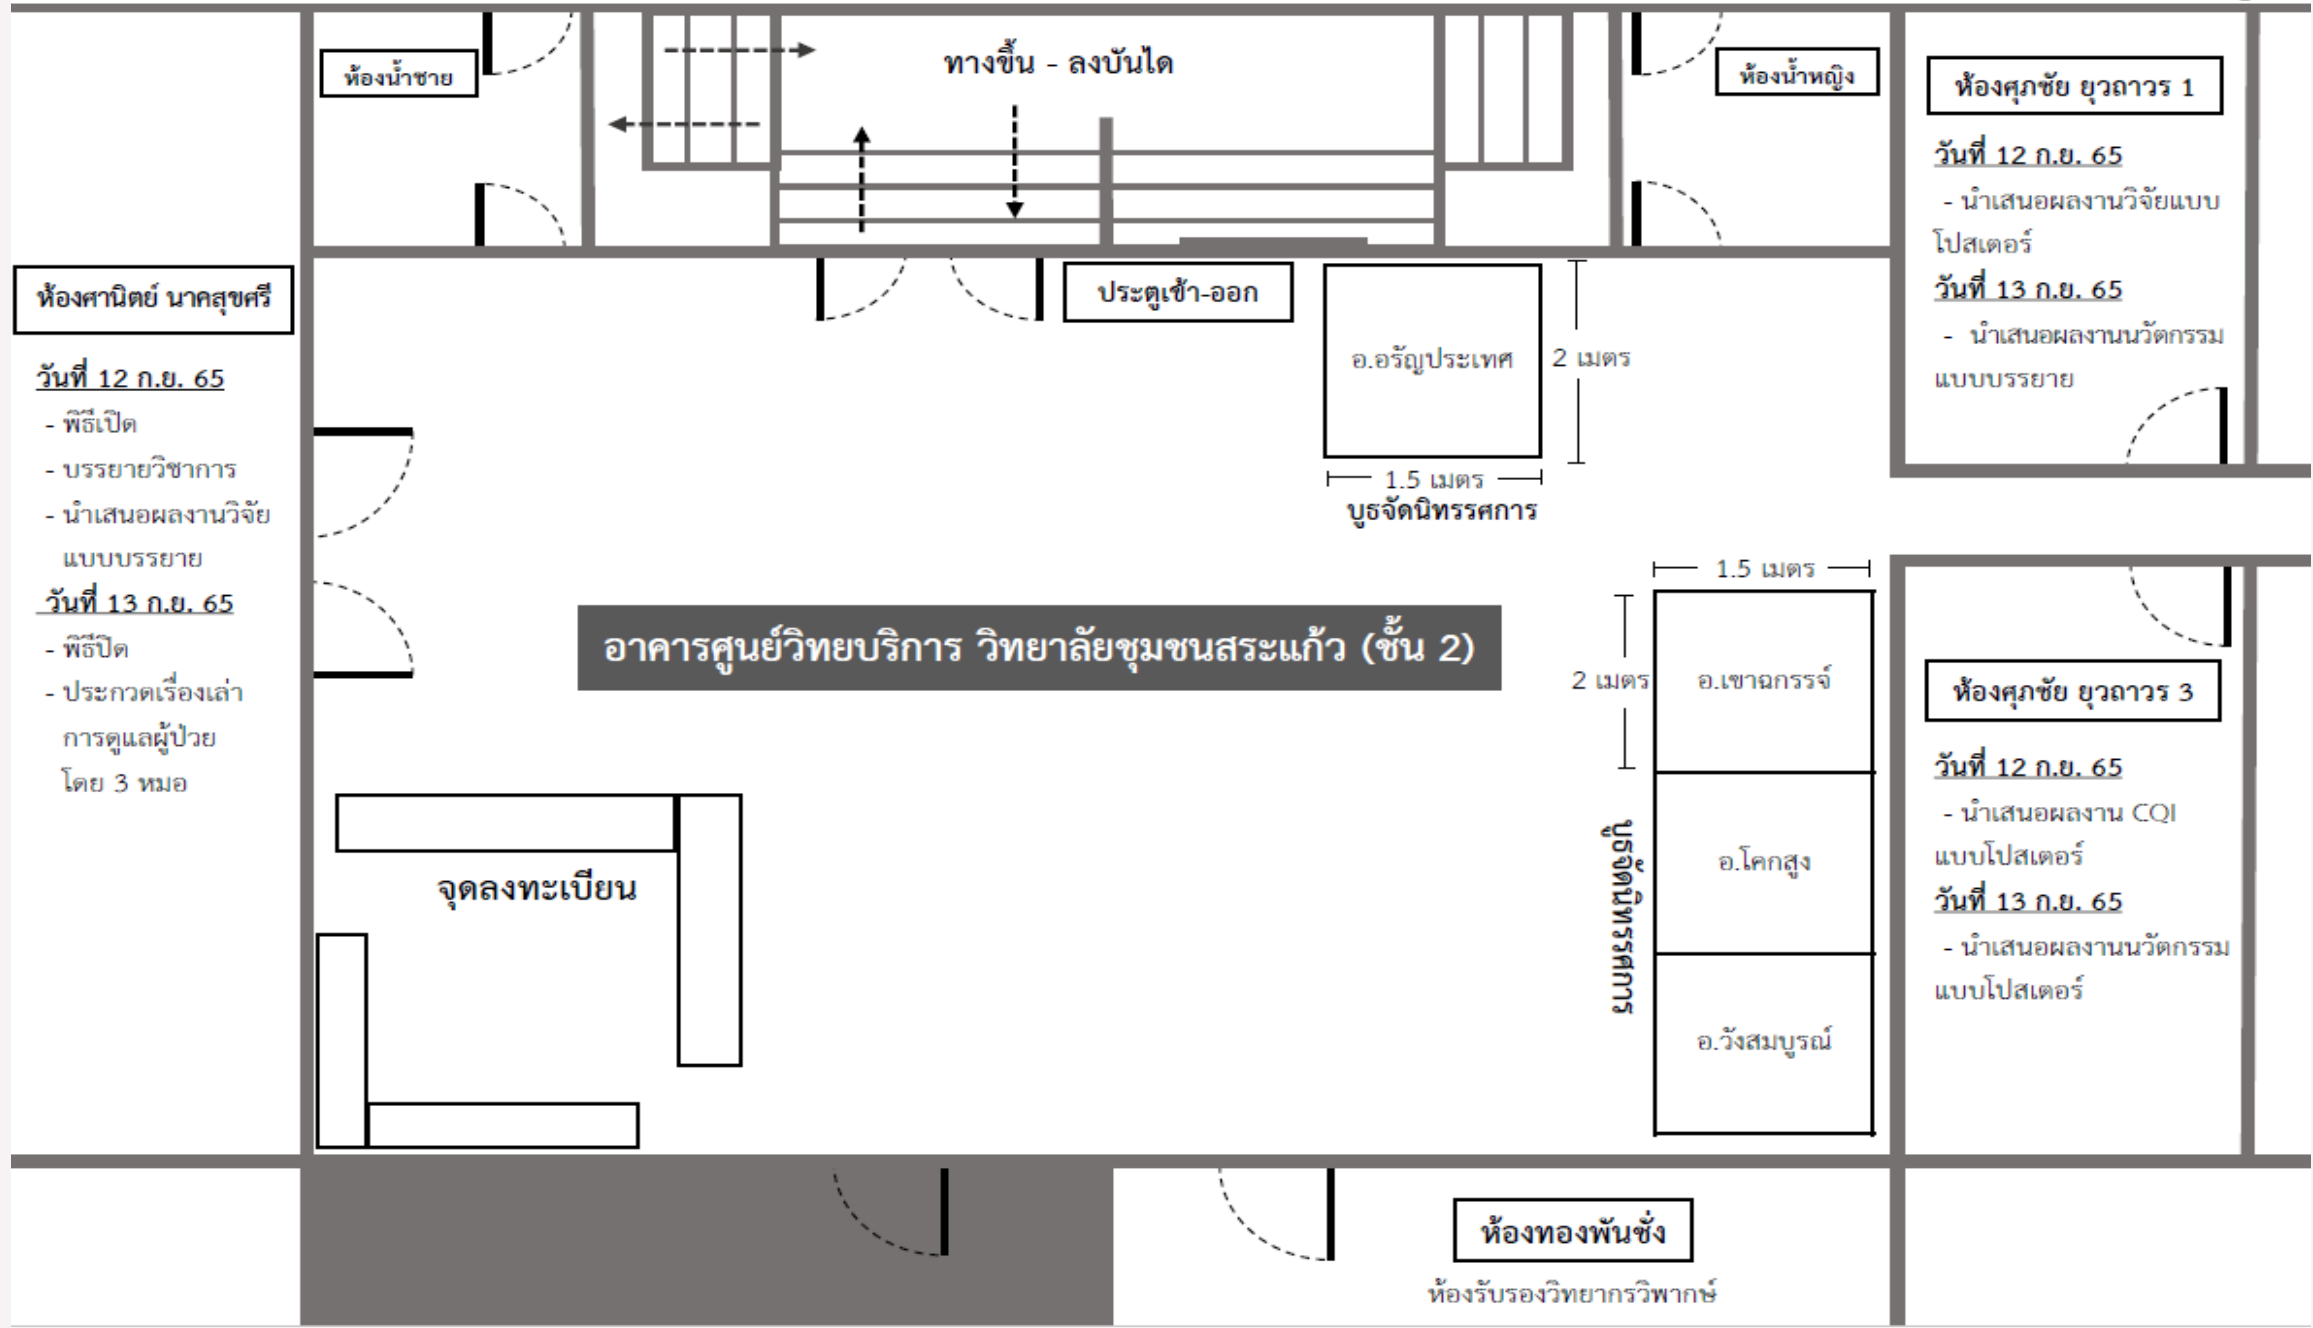 ห้องน้ำชาย
ทางขึ้น - ลงบันได
ห้องน้ำหญิง
ห้องศุภชัย ยุวถาวร 1
วันที่ 12 ก.ย. 65
- นำเสนอผลงานวิจัยแบบ
โปสเตอร์
วันที่ 13 ก.ย. 65
- นำเสนอผลงานนวัตกรรม
แบบบรรยาย
ห้องศานิตย์ นาคสุขศรี
วันที่ 12 ก.ย. 65
- พิธีเปิด
- บรรยายวิชาการ
- นำเสนอผลงานวิจัย
แบบบรรยาย
วันที่ 13 ก.ย. 65
- พิธีปิด
- ประกวดเรื่องเล่า
การดูแลผู้ป่วย
โดย 3 หมอ
ประตูเข้า-ออก
อ.อรัญประเทศ
2 เมตร
1.5 เมตร
บูธจัดนิทรรศการ
อาคารศูนย์วิทยบริการ วิทยาลัยชุมชนสระแก้ว (ชั้น 2)
1.5 เมตร
2 เมตร
อ.เขาฉกรรจ์
อ.โคกสูง
อ.วังสมบูรณ์
บูธจัดนิทรรศการ
ห้องศุภชัย ยุวถาวร 3
วันที่ 12 ก.ย. 65
- นำเสนอผลงาน CQI
แบบโปสเตอร์
วันที่ 13 ก.ย. 65
- นำเสนอผลงานนวัตกรรม
แบบโปสเตอร์
จุดลงทะเบียน
ห้องทองพันชั่ง
ห้องรับรองวิทยากรวิพากษ์